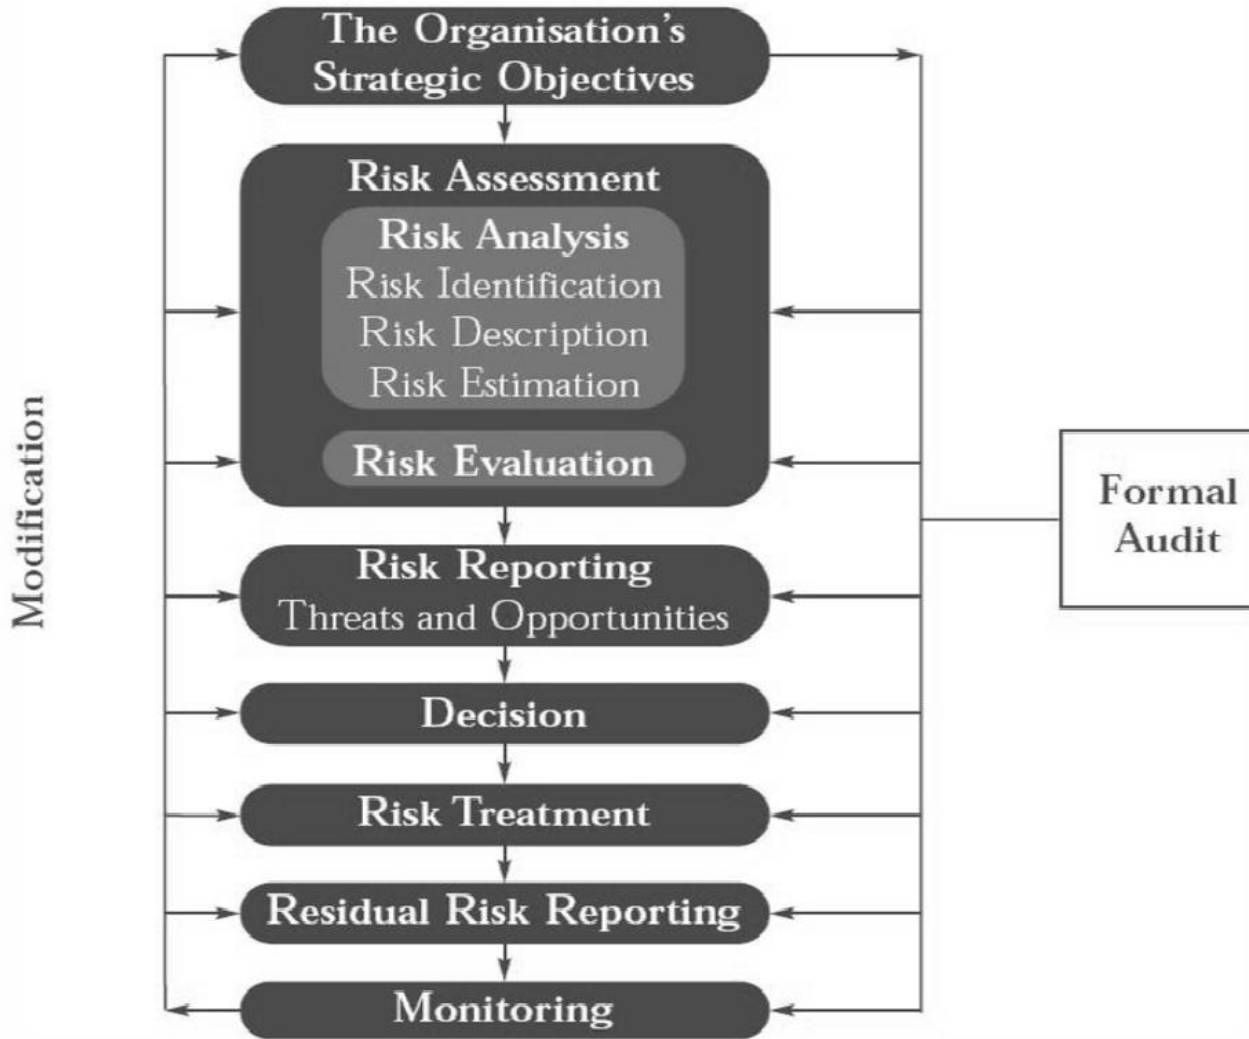 The Organisation's
Strategic Objectives
Risk Assessment
Risk Analysis
Risk Identification
Risk Description
Risk Estimation
Risk Evaluation
Risk Reporting
Threats and Opportunities
Decision
Risk Treatment
Residual Risk Reporting
Monitoring
Modification
Formal
Audit